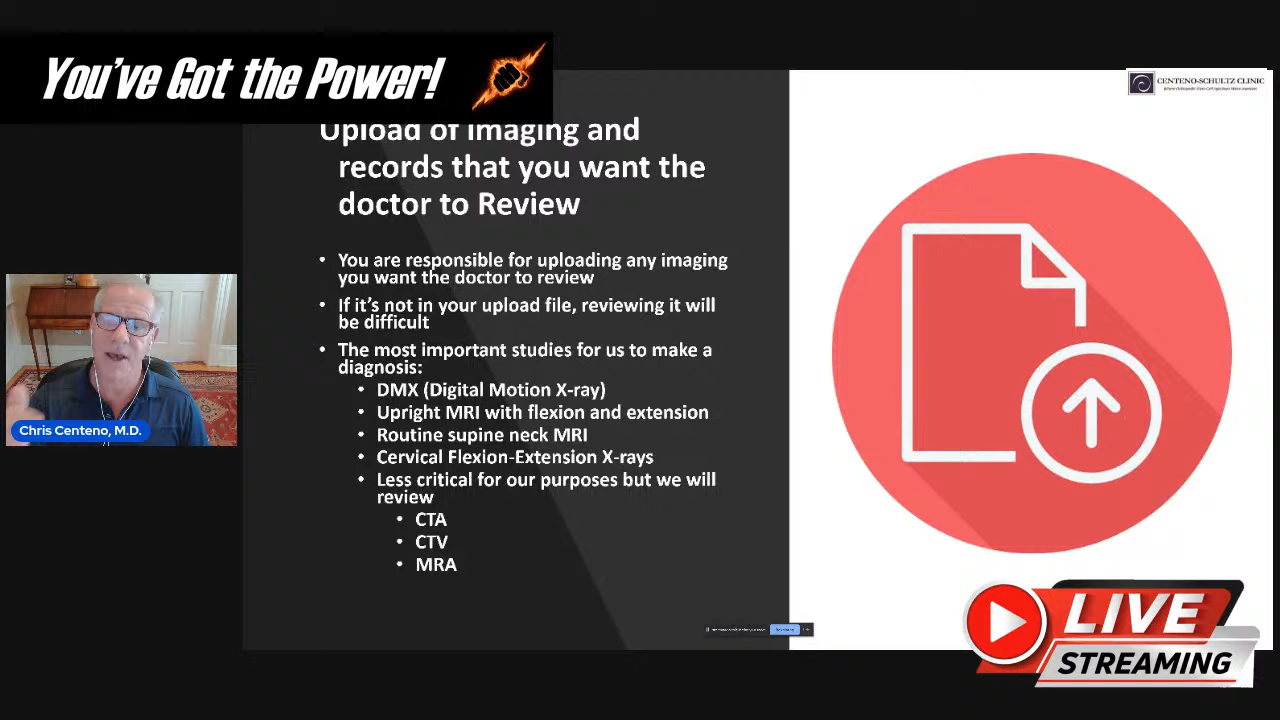 You've Got the Power!
CENTENO-SCHULTZ CLINIC
Upload of imaging and
records that you want the
doctor to Review
• You are responsible for uploading any imaging
you want the doctor to review
• If it's not in your upload file, reviewing it will
be difficult
• The most important studies for us to make a
diagnosis:
• DMX (Digital Motion X-ray)
• Upright MRI with flexion and extension
• Routine supine neck MRI
• Cervical Flexion-Extension X-rays
• Less critical for our purposes but we will
review
• CTA
• CTV
• MRA
Chris Centeno, M.D.
LIVE
STREAMING